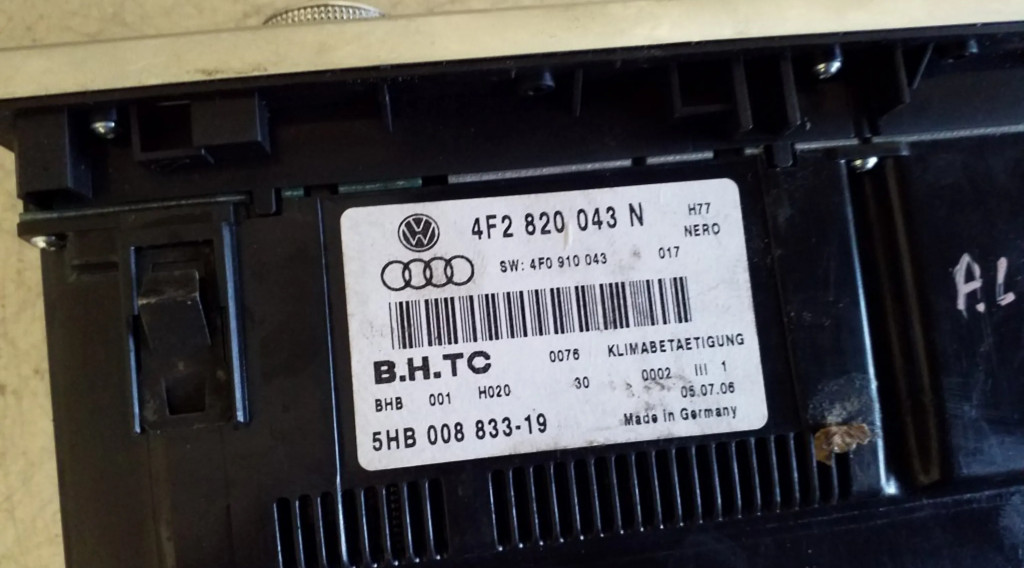 4F2 820 043 N H77
NERO
SW: 4F0 910 043 017
B.H.TC 0076 KLIMABETAETIGUNG
BHB 001 H020 30 0002 III 1
05.07.06
5HB 008 833-19 Made in Germany
A.L